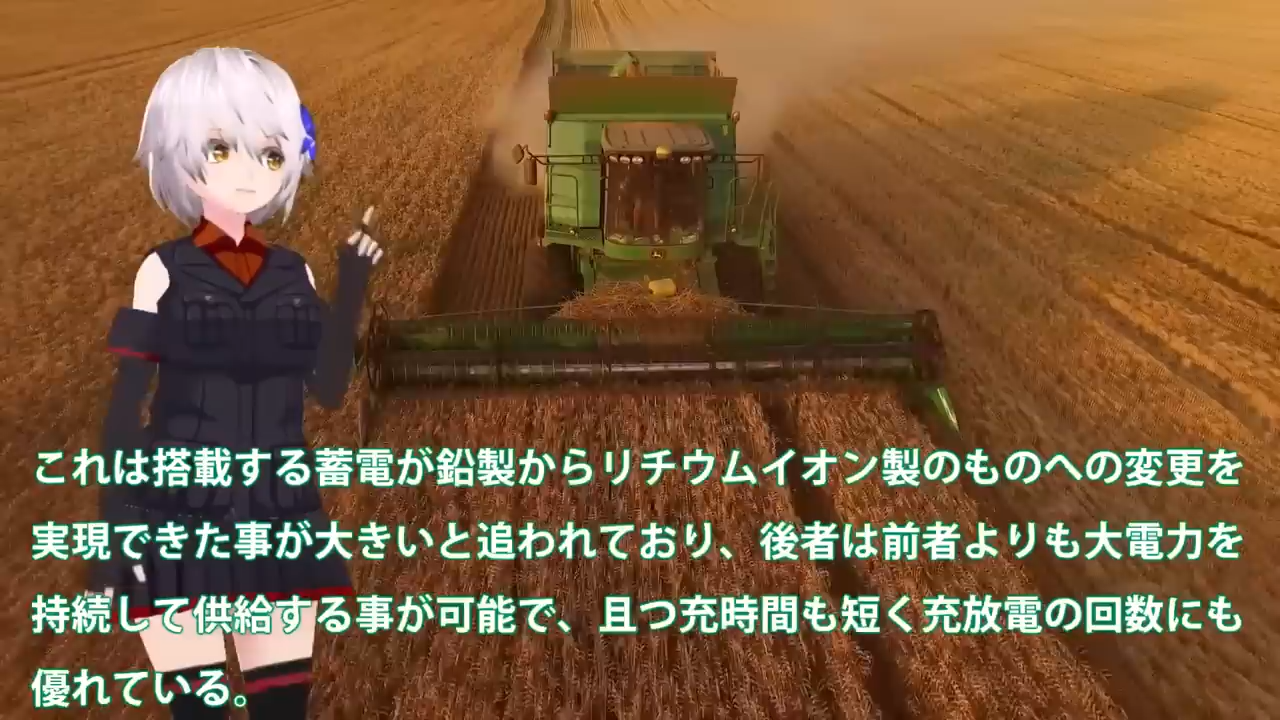 これは搭載する蓄電が鉛製からリチウムイオン製のものへの変更を
実現できた事が大きいと追われており、後者は前者よりも大電力を
持続して供給する事が可能で、且つ充時間も短く充放電の回数にも
優れている。